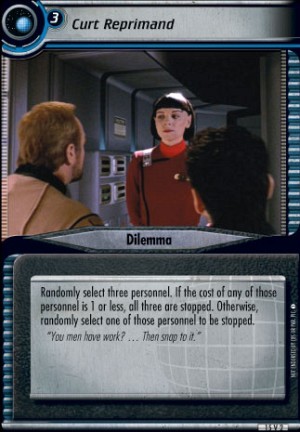 3
Curt Reprimand
Dilemma
Randomly select three personnel. If the cost of any of those
personnel is 1 or less, all three are stopped. Otherwise,
randomly select one of those personnel to be stopped.
"You men have work? … Then snap to it."